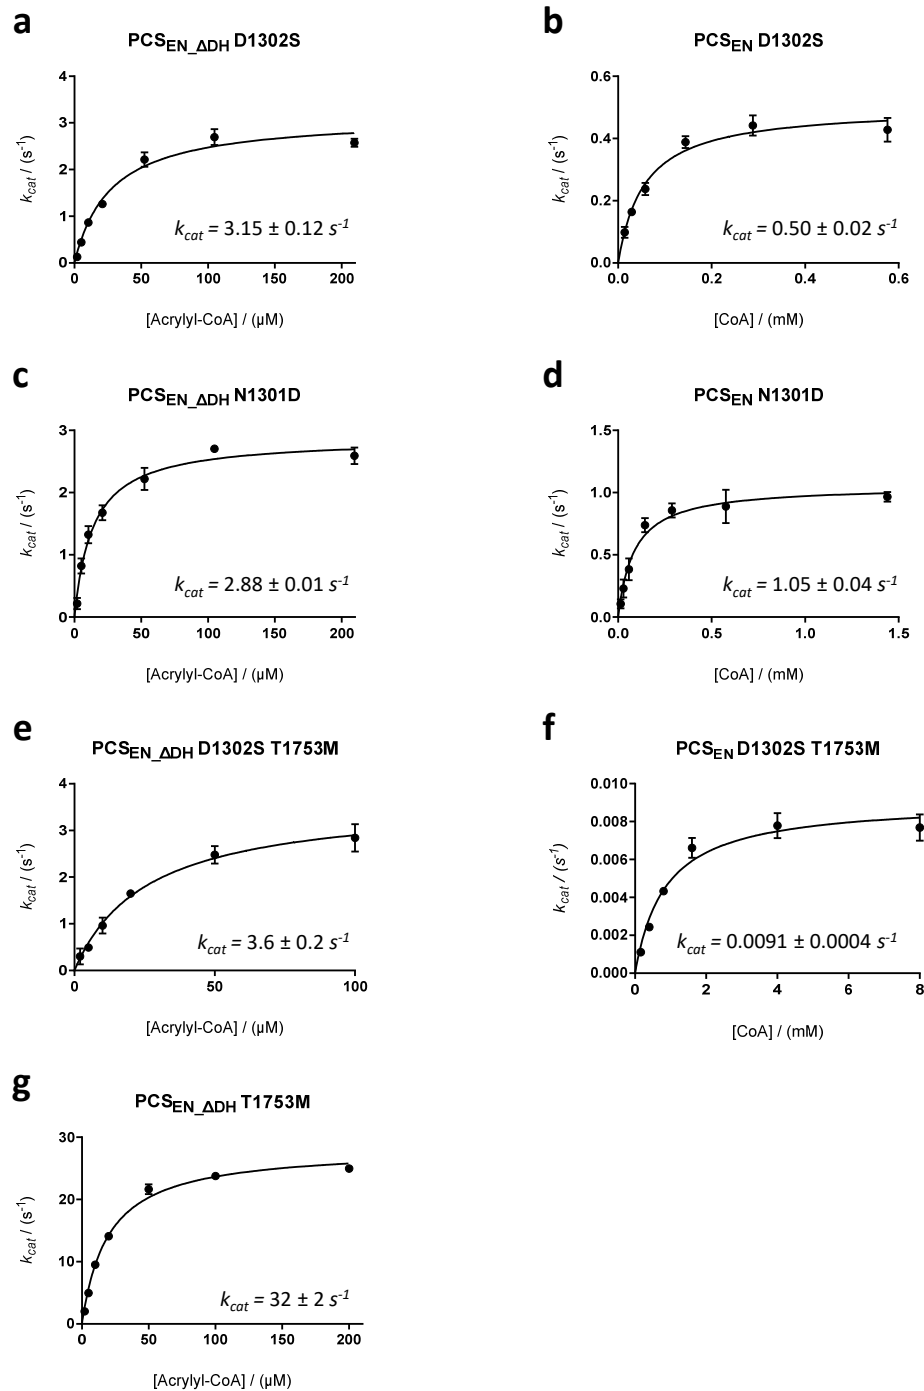 a
PCSEN_ΔDH D1302S
4
3
2
1
0
kcat / (s-1)
kcat = 3.15 ± 0.12 s-1
0 50 100 150 200
[Acrylyl-CoA] / (µM)
b
PCSEN D1302S
0.6
0.4
0.2
0.0
kcat / (s-1)
kcat = 0.50 ± 0.02 s-1
0.0 0.2 0.4 0.6
[CoA] / (mM)
c
PCSEN_ΔDH N1301D
3
2
1
0
kcat / (s-1)
kcat = 2.88 ± 0.01 s-1
0 50 100 150 200
[Acrylyl-CoA] / (µM)
d
PCSEN N1301D
1.5
1.0
0.5
0.0
kcat / (s-1)
kcat = 1.05 ± 0.04 s-1
0.0 0.5 1.0 1.5
[CoA] / (mM)
e
PCSEN_ΔDH D1302S T1753M
4
3
2
1
0
kcat / (s-1)
kcat = 3.6 ± 0.2 s-1
0 50 100
[Acrylyl-CoA] / (µM)
f
PCSEN D1302S T1753M
0.010
0.008
0.006
0.004
0.002
0.000
kcat / (s-1)
kcat = 0.0091 ± 0.0004 s-1
0 2 4 6 8
[CoA] / (mM)
g
PCSEN_ΔDH T1753M
30
20
10
0
kcat / (s-1)
kcat = 32 ± 2 s-1
0 50 100 150 200
[Acrylyl-CoA] / (µM)